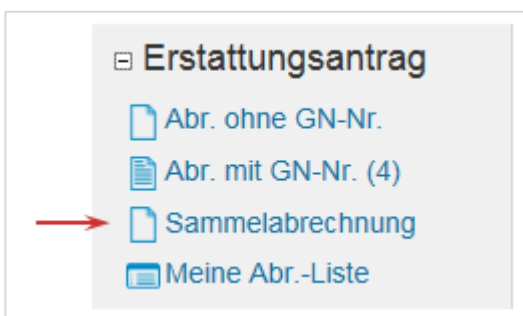 Erstattungsantrag
Abr. ohne GN-Nr.
Abr. mit GN-Nr. (4)
Sammelabrechnung
Meine Abr.-Liste